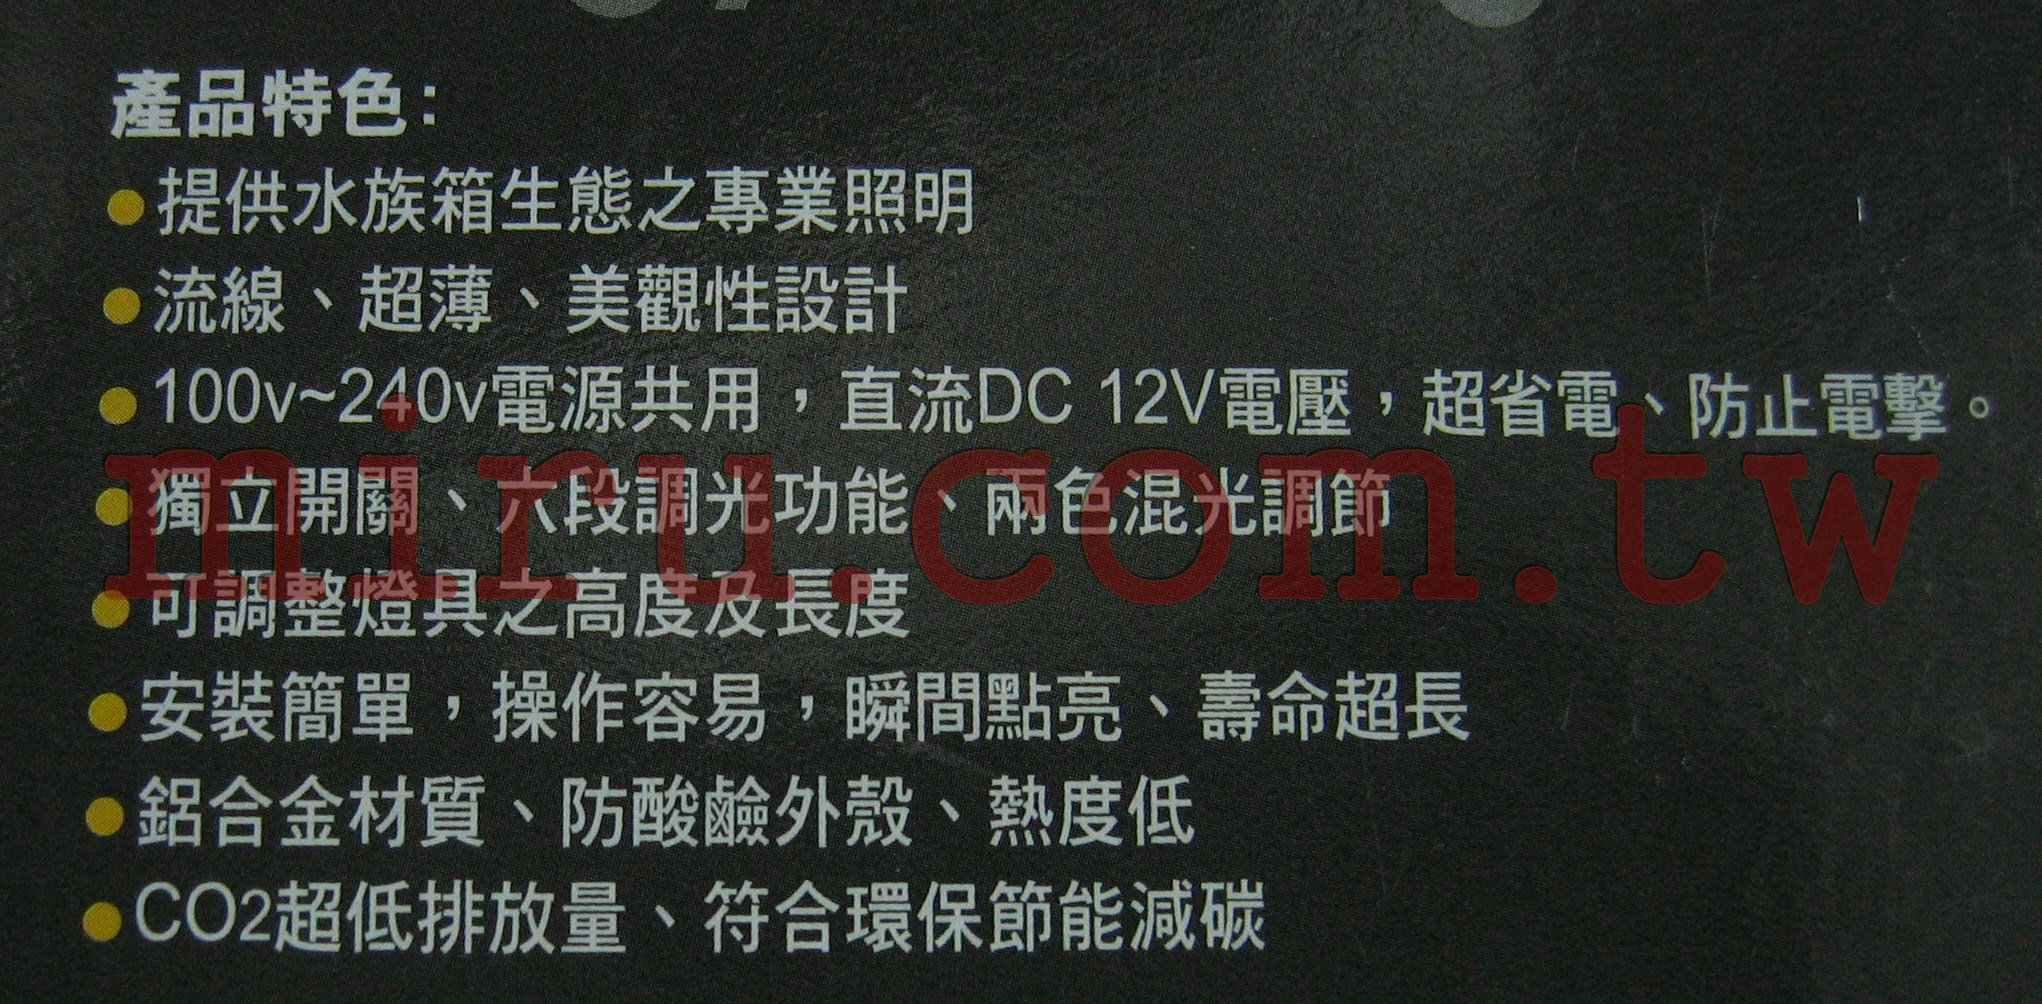 產品特色：
提供水族箱生態之專業照明
流線、超薄、美觀性設計
100v~240v電源共用，直流DC 12V電壓，超省電、防止電擊。
獨立開關、六段調光功能、兩色混光調節
miru.com.tw
可調整燈具之高度及長度
安裝簡單，操作容易，瞬間點亮、壽命超長
鋁合金材質、防酸鹼外殼、熱度低
CO2超低排放量、符合環保節能減碳